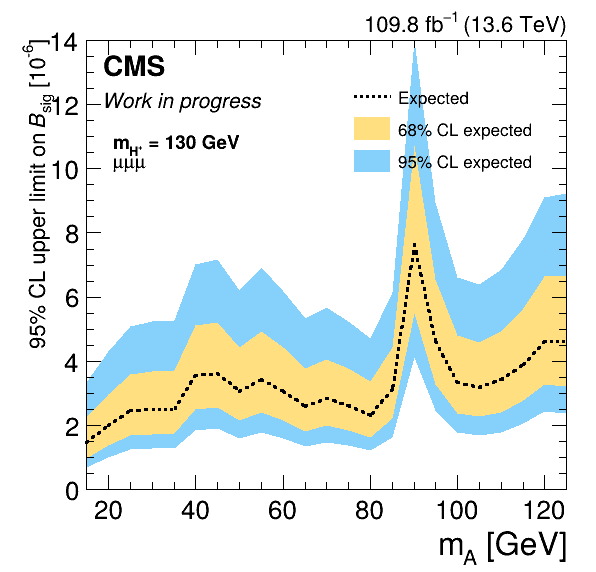 109.8 fb⁻¹ (13.6 TeV)
CMS
Work in progress
m_H⁺ = 130 GeV
μμμ
Expected
68% CL expected
95% CL expected
95% CL upper limit on B_sig [10⁻⁶]
14
12
10
8
6
4
2
0
20 40 60 80 100 120
m_A [GeV]